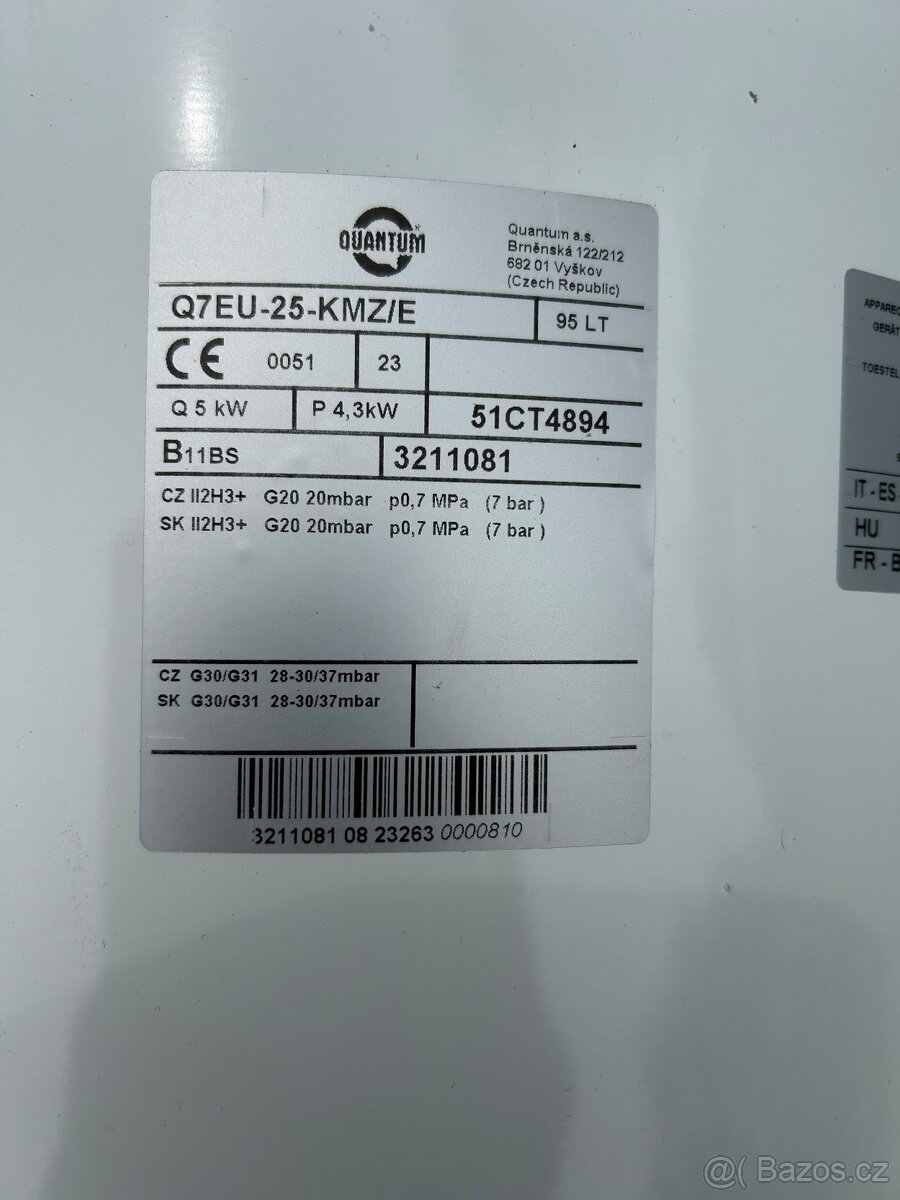 QUANTUM
Quantum a.s.
Brněnská 122/212
682 01 Vyškov
(Czech Republic)
Q7EU-25-KMZ/E
95 LT
CE 0051
23
Q 5 kW
P 4,3kW
51CT4894
B11BS
3211081
CZ II2H3+ G20 20mbar p0,7 MPa (7 bar )
SK II2H3+ G20 20mbar p0,7 MPa (7 bar )
CZ G30/G31 28-30/37mbar
SK G30/G31 28-30/37mbar
3211081 08 23263 0000810
IT - ES
HU
FR - B
@( Bazos.cz